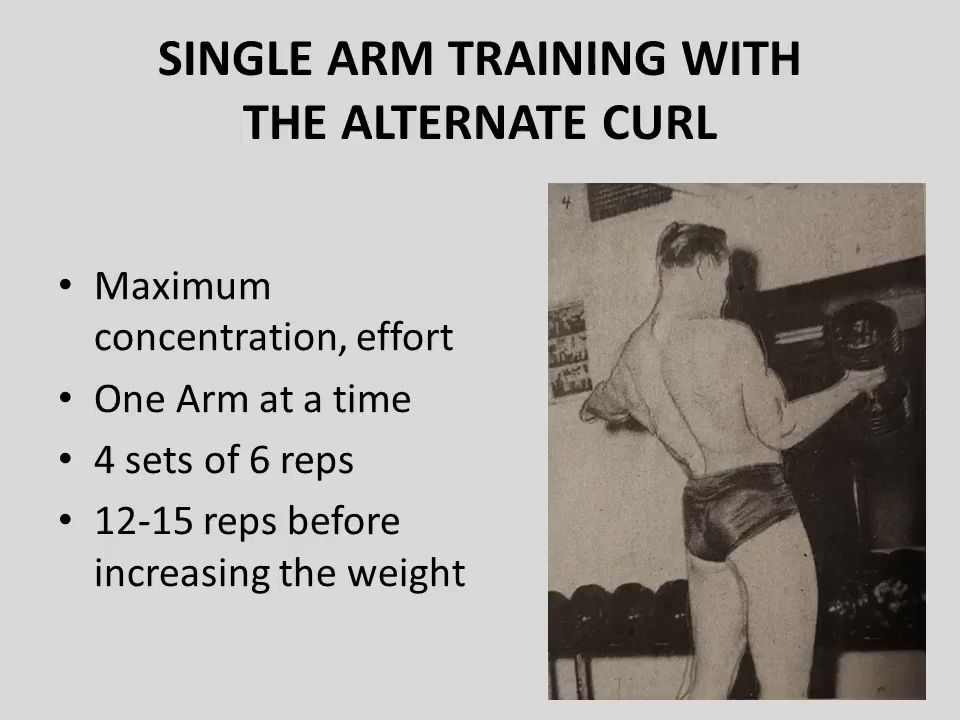 SINGLE ARM TRAINING WITH
THE ALTERNATE CURL
• Maximum
concentration, effort
• One Arm at a time
• 4 sets of 6 reps
• 12-15 reps before
increasing the weight
4